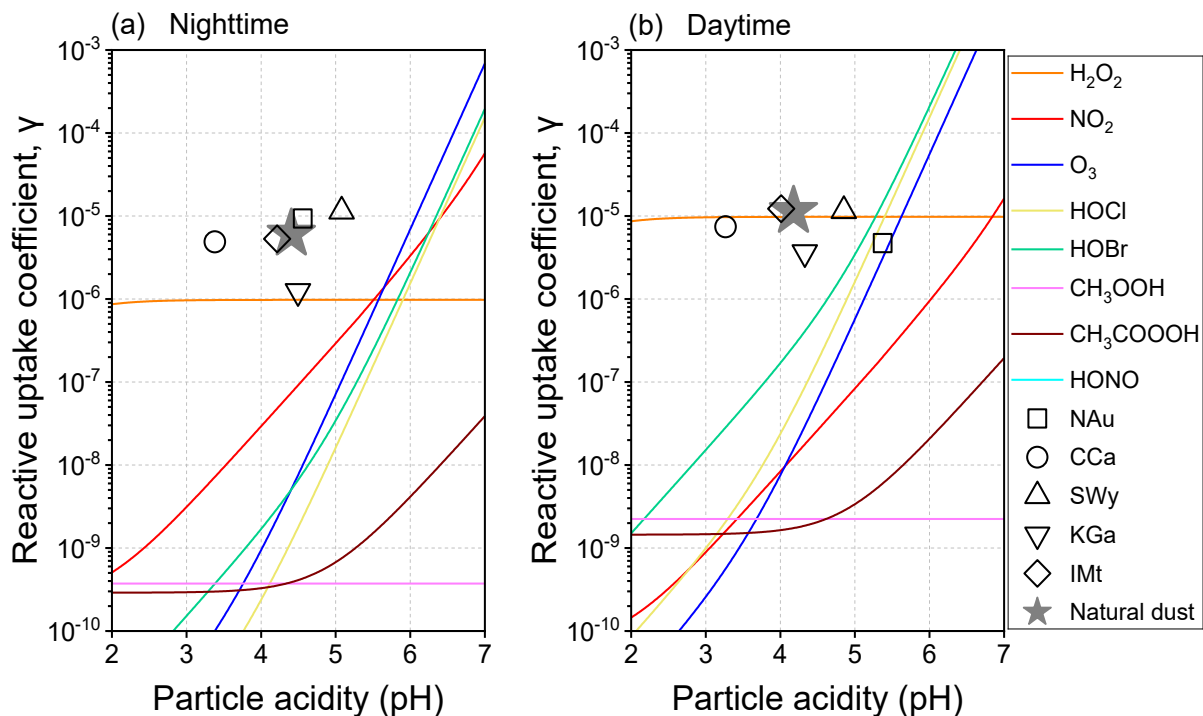 (a) Nighttime
(b) Daytime
Reactive uptake coefficient, γ
10⁻³
10⁻⁴
10⁻⁵
10⁻⁶
10⁻⁷
10⁻⁸
10⁻⁹
10⁻¹⁰
2 3 4 5 6 7
Particle acidity (pH)
Reactive uptake coefficient, γ
10⁻³
10⁻⁴
10⁻⁵
10⁻⁶
10⁻⁷
10⁻⁸
10⁻⁹
10⁻¹⁰
2 3 4 5 6 7
Particle acidity (pH)
H₂O₂
NO₂
O₃
HOCl
HOBr
CH₃OOH
CH₃COOOH
HONO
NAu
CCa
SWy
KGa
IMt
Natural dust